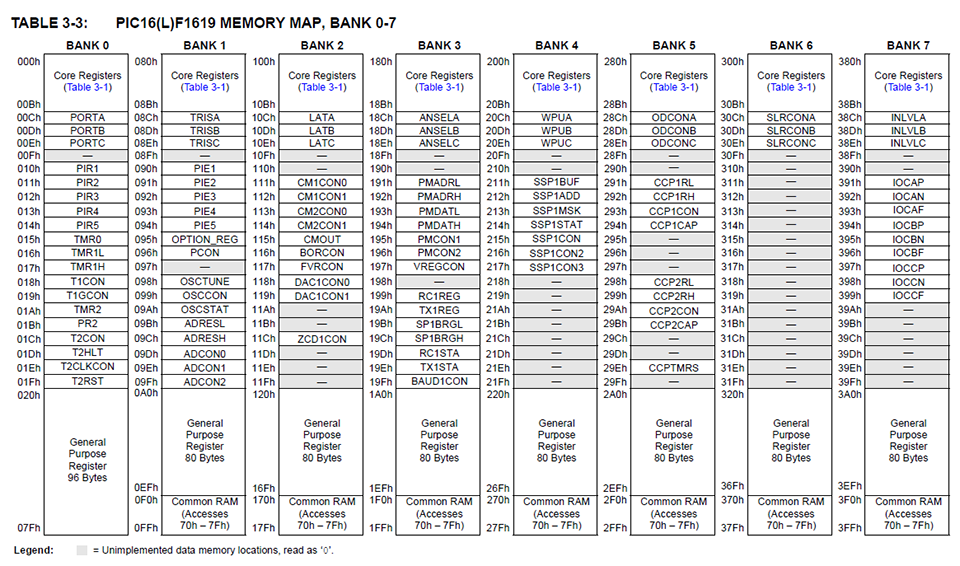 TABLE 3-3: PIC16(L)F1619 MEMORY MAP, BANK 0-7
BANK 0 BANK 1 BANK 2 BANK 3 BANK 4 BANK 5 BANK 6 BANK 7
000h 080h 100h 180h 200h 280h 300h 380h
Core Registers Core Registers Core Registers Core Registers Core Registers Core Registers Core Registers Core Registers
(Table 3-1) (Table 3-1) (Table 3-1) (Table 3-1) (Table 3-1) (Table 3-1) (Table 3-1) (Table 3-1)
00Bh 08Bh 10Bh 18Bh 20Bh 28Bh 30Bh 38Bh
00Ch PORTA 08Ch TRISA 10Ch LATA 18Ch ANSELA 20Ch WPUA 28Ch ODCONA 30Ch SLRCONA 38Ch INLVLA
00Dh PORTB 08Dh TRISB 10Dh LATB 18Dh ANSELB 20Dh WPUB 28Dh ODCONB 30Dh SLRCONB 38Dh INLVLB
00Eh PORTC 08Eh TRISC 10Eh LATC 18Eh ANSELC 20Eh WPUC 28Eh ODCONC 30Eh SLRCONC 38Eh INLVLC
00Fh — 08Fh — 10Fh — 18Fh — 20Fh — 28Fh — 30Fh — 38Fh —
010h PIR1 090h PIE1 110h — 190h — 210h — 290h — 310h — 390h —
011h PIR2 091h PIE2 111h CM1CON0 191h PMADRL 211h SSP1BUF 291h CCP1RL 311h — 391h IOCAP
012h PIR3 092h PIE3 112h CM1CON1 192h PMADRH 212h SSP1ADD 292h CCP1RH 312h — 392h IOCAN
013h PIR4 093h PIE4 113h CM2CON0 193h PMDATL 213h SSP1MSK 293h CCP1CON 313h — 393h IOCAF
014h PIR5 094h PIE5 114h CM2CON1 194h PMDATH 214h SSP1STAT 294h CCP1CAP 314h — 394h IOCBP
015h TMR0 095h OPTION_REG 115h CMOUT 195h PMCON1 215h SSP1CON 295h — 315h — 395h IOCBN
016h TMR1L 096h PCON 116h BORCON 196h PMCON2 216h SSP1CON2 296h — 316h — 396h IOCBF
017h TMR1H 097h — 117h FVRCON 197h VREGCON 217h SSP1CON3 297h — 317h — 397h IOCCP
018h T1CON 098h OSCTUNE 118h DAC1CON0 198h — 218h — 298h CCP2RL 318h — 398h IOCCN
019h T1GCON 099h OSCCON 119h DAC1CON1 199h RC1REG 219h — 299h CCP2RH 319h — 399h IOCCF
01Ah TMR2 09Ah OSCSTAT 11Ah — 19Ah TX1REG 21Ah — 29Ah CCP2CON 31Ah — 39Ah —
01Bh PR2 09Bh ADRESL 11Bh — 19Bh SP1BRGL 21Bh — 29Bh CCP2CAP 31Bh — 39Bh —
01Ch T2CON 09Ch ADRESH 11Ch ZCD1CON 19Ch SP1BRGH 21Ch — 29Ch — 31Ch — 39Ch —
01Dh T2HLT 09Dh ADCON0 11Dh — 19Dh RC1STA 21Dh — 29Dh — 31Dh — 39Dh —
01Eh T2CLKCON 09Eh ADCON1 11Eh — 19Eh TX1STA 21Eh — 29Eh CCPTMRS 31Eh — 39Eh —
01Fh T2RST 09Fh ADCON2 11Fh — 19Fh BAUD1CON 21Fh — 29Fh — 31Fh — 39Fh —
020h 0A0h 120h 1A0h 220h 2A0h 320h 3A0h
General General General General General General General General
Purpose Purpose Purpose Purpose Purpose Purpose Purpose Purpose
Register Register Register Register Register Register Register Register
96 Bytes 80 Bytes 80 Bytes 80 Bytes 80 Bytes 80 Bytes 80 Bytes 80 Bytes
0EFh 16Fh 1EFh 26Fh 2EFh 36Fh 3EFh
0F0h Common RAM 170h Common RAM 1F0h Common RAM 270h Common RAM 2F0h Common RAM 370h Common RAM 3F0h Common RAM
(Accesses (Accesses (Accesses (Accesses (Accesses (Accesses (Accesses
07Fh 0FFh 70h – 7Fh) 17Fh 70h – 7Fh) 1FFh 70h – 7Fh) 27Fh 70h – 7Fh) 2FFh 70h – 7Fh) 37Fh 70h – 7Fh) 3FFh 70h – 7Fh)
Legend: = Unimplemented data memory locations, read as '0'.